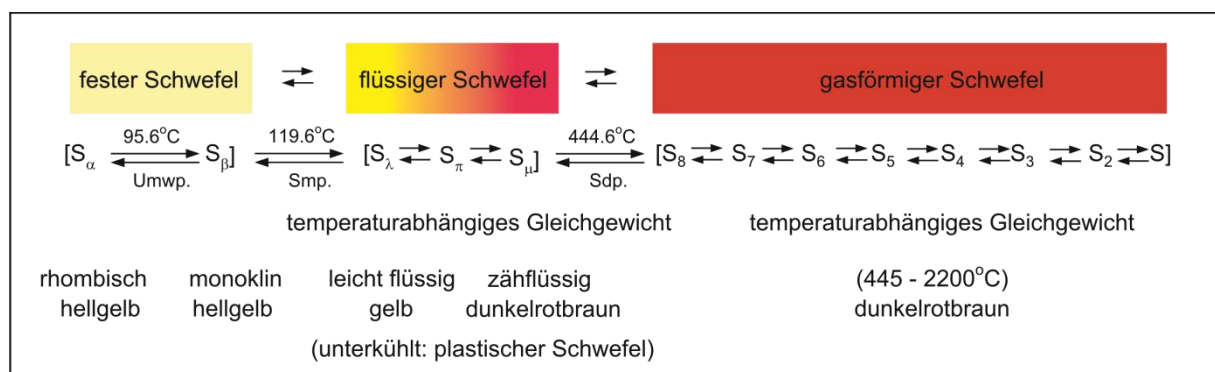 fester Schwefel ⇌ flüssiger Schwefel ⇌ gasförmiger Schwefel
95.6°C 119.6°C 444.6°C
[Sα ⇌ Sβ] ⇌ [Sλ ⇌ Sπ ⇌ Sμ] ⇌ [S₈ ⇌ S₇ ⇌ S₆ ⇌ S₅ ⇌ S₄ ⇌ S₃ ⇌ S₂ ⇌ S]
Umwp. Smp. Sdp.
temperaturabhängiges Gleichgewicht temperaturabhängiges Gleichgewicht
rhombisch monoklin leicht flüssig zähflüssig (445 - 2200°C)
hellgelb hellgelb gelb dunkelrotbraun dunkelrotbraun
(unterkühlt: plastischer Schwefel)